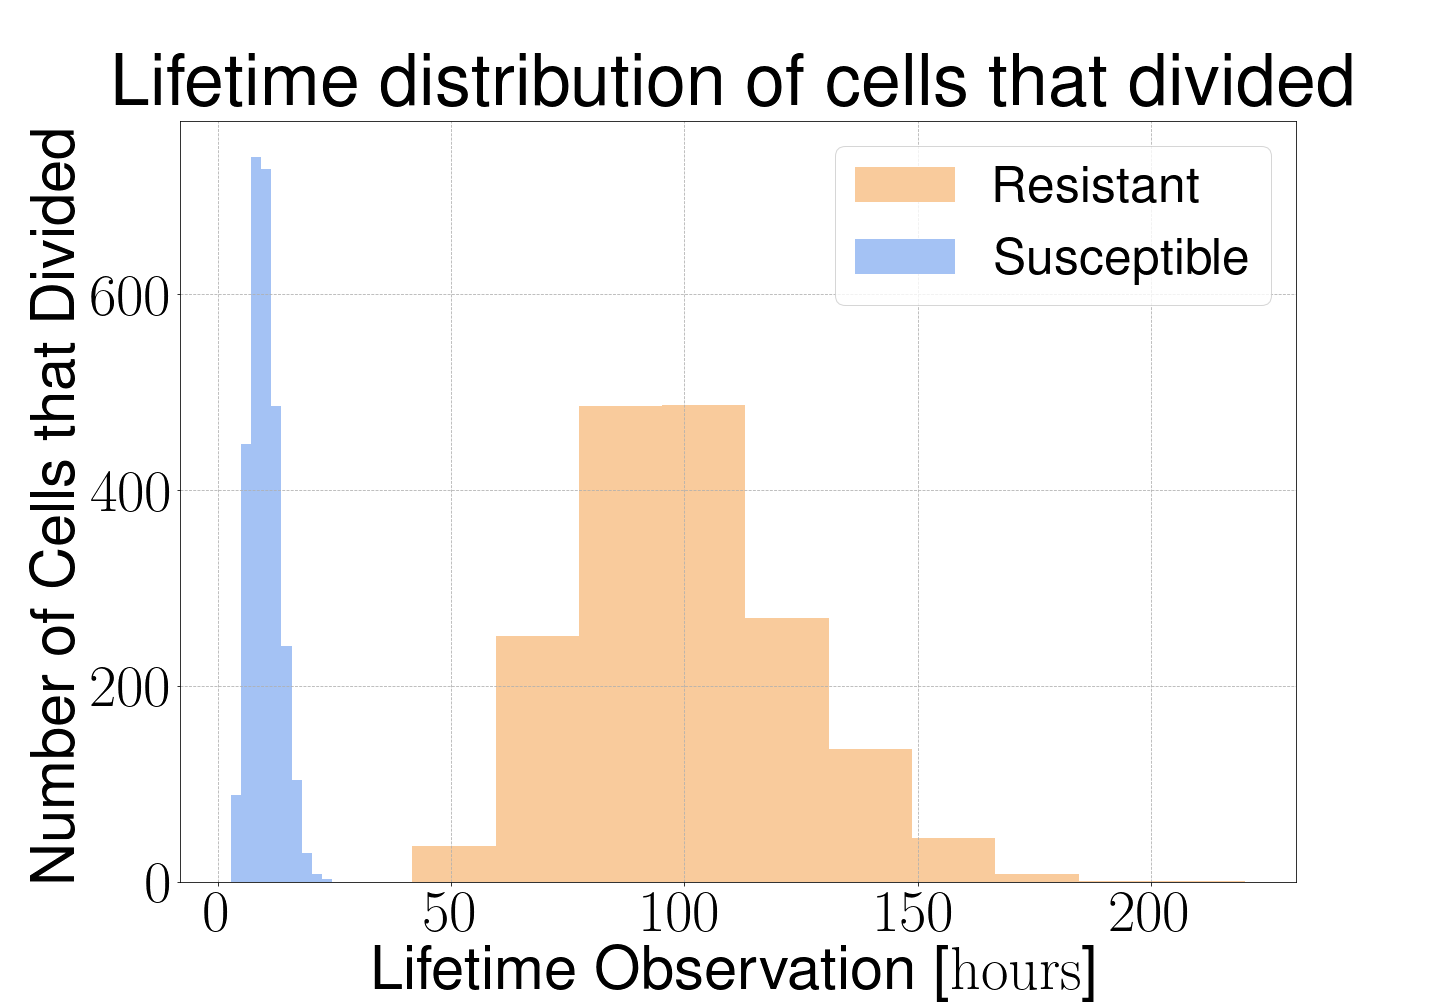 Lifetime distribution of cells that divided
Number of Cells that Divided
600
400
200
0
Resistant
Susceptible
0 50 100 150 200
Lifetime Observation [hours]